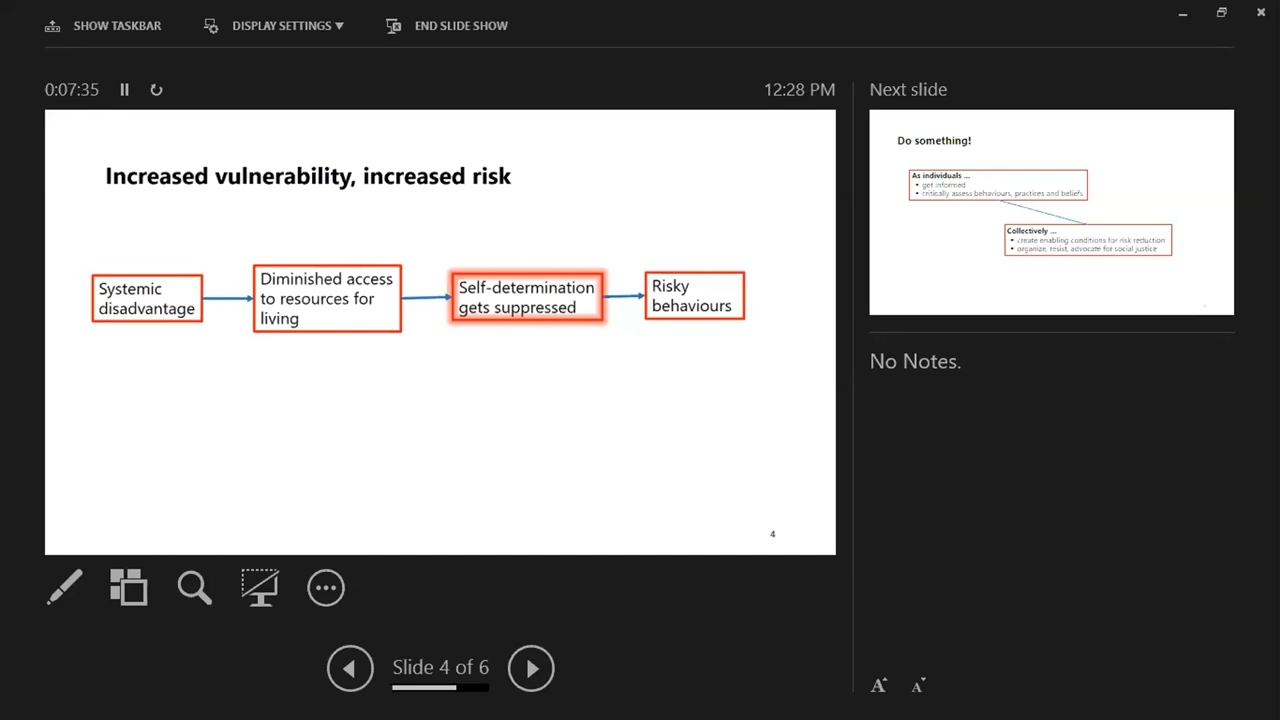 SHOW TASKBAR
DISPLAY SETTINGS
END SLIDE SHOW
0:07:35
12:28 PM
Increased vulnerability, increased risk
Systemic
disadvantage
Diminished access
to resources for
living
Self-determination
gets suppressed
Risky
behaviours
4
Slide 4 of 6
Next slide
Do something!
As individuals ...
• get informed
• critically assess behaviours, practices and beliefs
Collectively ...
• create enabling conditions for risk reduction
• organize, resist, advocate for social justice
No Notes.
A
A